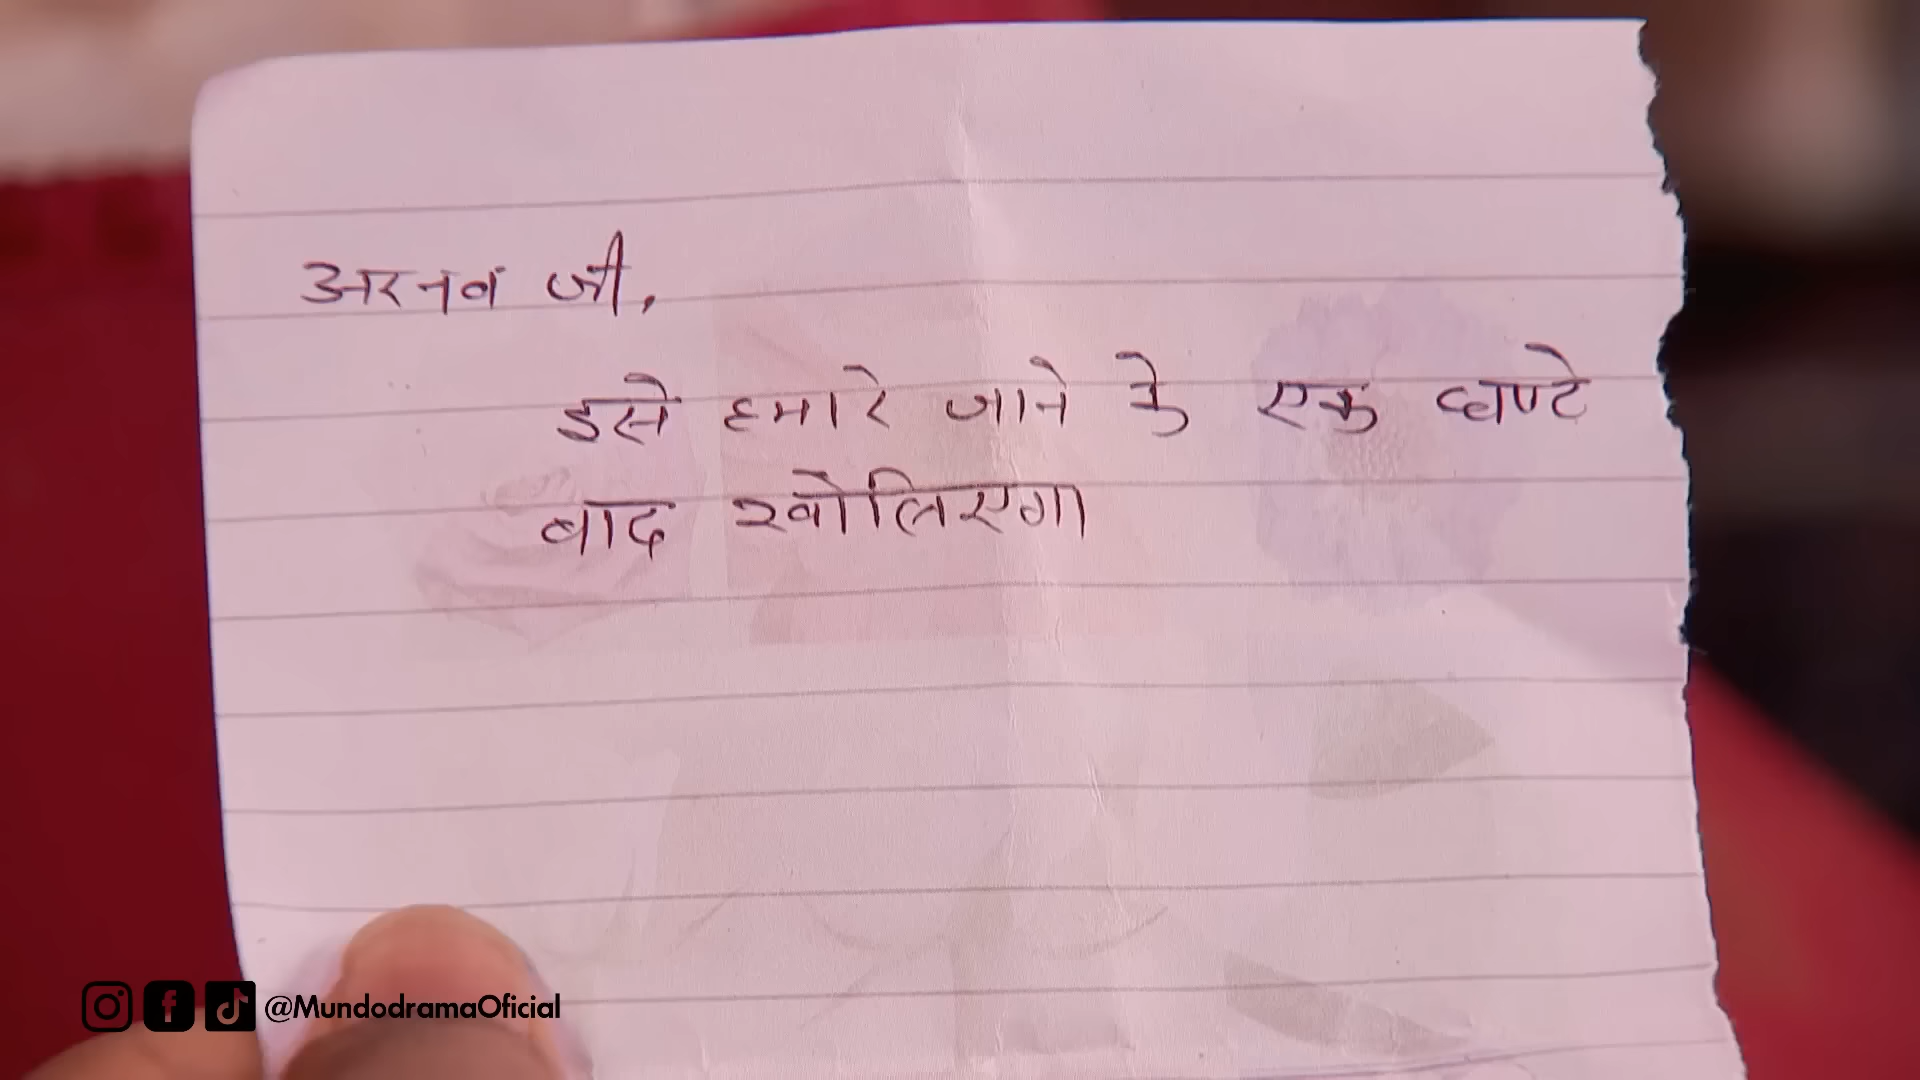 अरनव जी,
इसे हमारे जाने के एक घण्टे
बाद खोलिएगा
@MundodramaOficial